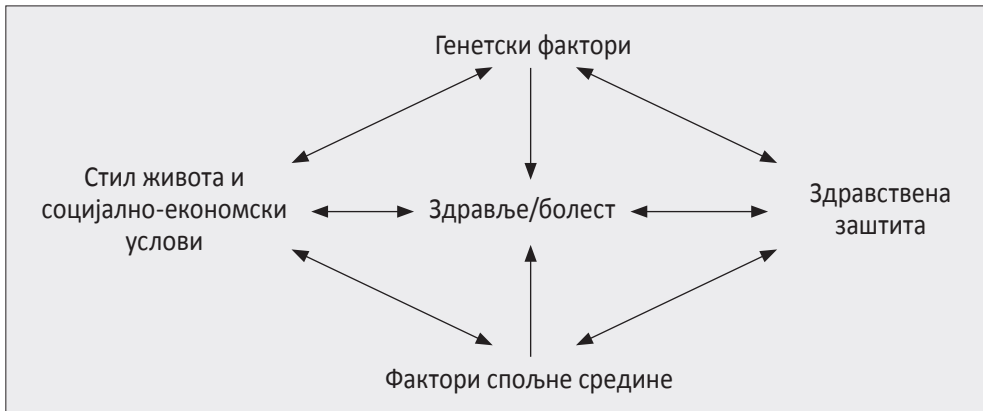 Генетски фактори
Стил живота и
социјално-економски
услови
Здравље/болест
Здравствена
заштита
Фактори спољне средине